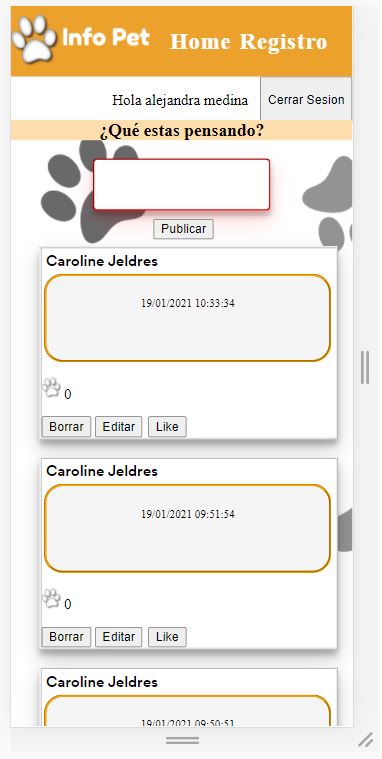 Info Pet Home Registro
Hola alejandra medina Cerrar Sesion
¿Qué estas pensando?
Publicar
Caroline Jeldres
19/01/2021 10:33:34
0
Borrar Editar Like
Caroline Jeldres
19/01/2021 09:51:54
0
Borrar Editar Like
Caroline Jeldres
19/01/2021 09:50:51